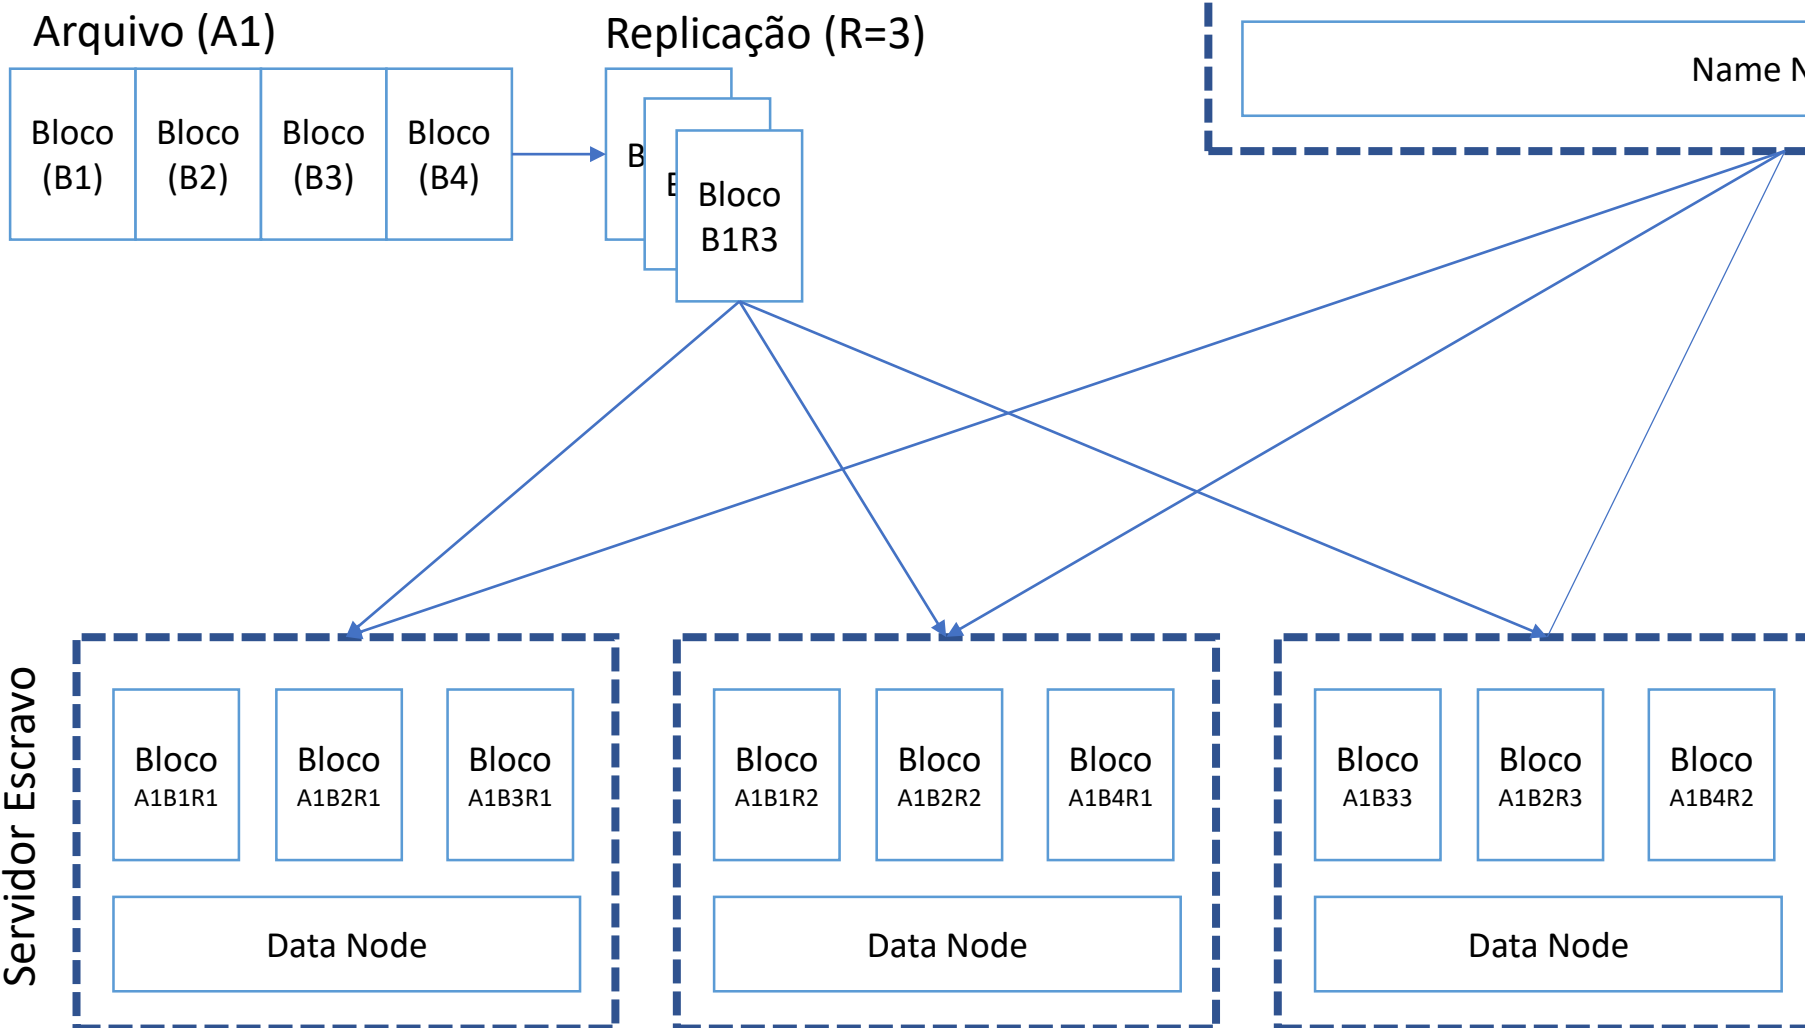 Arquivo (A1)
Replicação (R=3)
Name
Bloco
(B1)
Bloco
(B2)
Bloco
(B3)
Bloco
(B4)
Bloco
B1R3
Servidor Escravo
Bloco
A1B1R1
Bloco
A1B2R1
Bloco
A1B3R1
Data Node
Bloco
A1B1R2
Bloco
A1B2R2
Bloco
A1B4R1
Data Node
Bloco
A1B33
Bloco
A1B2R3
Bloco
A1B4R2
Data Node